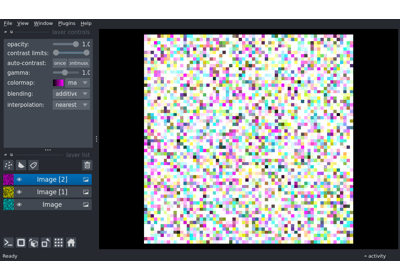 File View Window Plugins Help
layer controls
opacity: 1.0
contrast limits:
auto-contrast: once
gamma: 1.0
colormap: ma
blending: additive
interpolation: nearest
layer list
Image [2]
Image [1]
Image
Ready activity